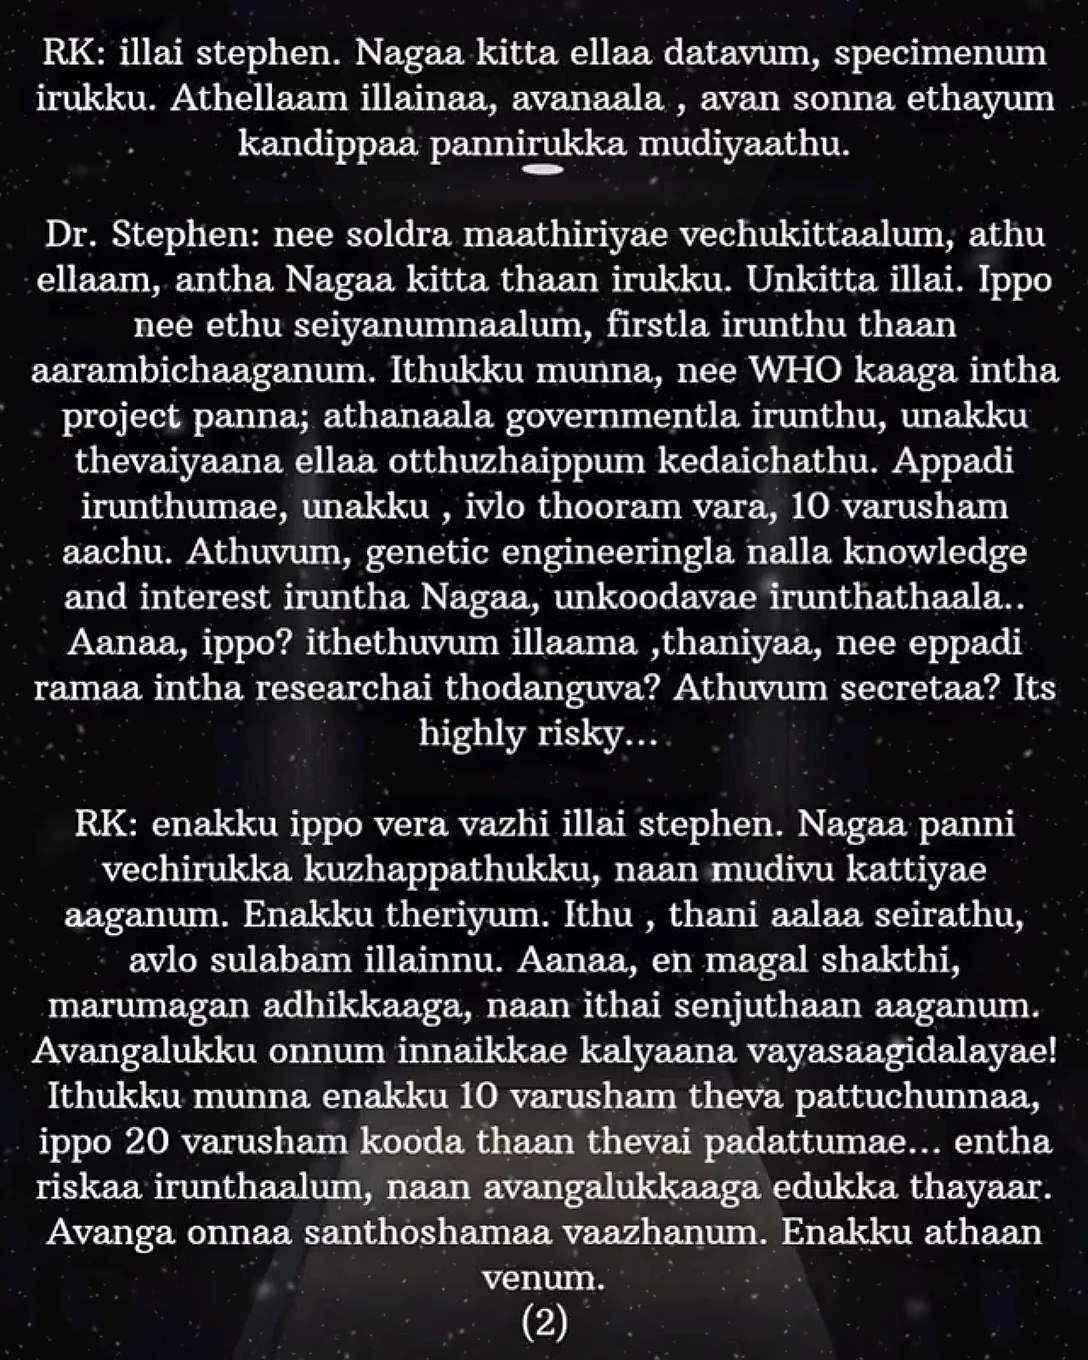 RK: illai stephen. Nagaa kitta ellaa datavum, specimenum
irukku. Athellaam illainaa, avanaala , avan sonna ethayum
kandippaa pannirukka mudiyaathu.
Dr. Stephen: nee soldra maathiriyae vechukittaalum, athu
ellaam, antha Nagaa kitta thaan irukku. Unkitta illai. Ippo
nee ethu seiyanumnaalum, firstla irunthu thaan
aarambichaaganum. Ithukku munna, nee WHO kaaga intha
project panna; athanaala governmentla irunthu, unakku
thevaiyaana ellaa otthuzhaippum kedaichathu. Appadi
irunthumae, unakku , ivlo thooram vara, 10 varusham
aachu. Athuvum, genetic engineeringla nalla knowledge
and interest iruntha Nagaa, unkoodavae irunthathaala..
Aanaa, ippo? ithethuvum illaama ,thaniyaa, nee eppadi
ramaa intha researchai thodanguva? Athuvum secretaa? Its
highly risky...
RK: enakku ippo vera vazhi illai stephen. Nagaa panni
vechirukka kuzhappathukku, naan mudivu kattiyae
aaganum. Enakku theriyum. Ithu , thani aalaa seirathu,
avlo sulabam illainnu. Aanaa, en magal shakthi,
marumagan adhikkaaga, naan ithai senjuthaan aaganum.
Avangalukku onnum innaikkae kalyaana vayasaagidalayae!
Ithukku munna enakku 10 varusham theva pattuchunnaa,
ippo 20 varusham kooda thaan thevai padattumae... entha
riskaa irunthaalum, naan avangalukkaaga edukka thayaar.
Avanga onnaa santhoshamaa vaazhanum. Enakku athaan
venum.
(2)